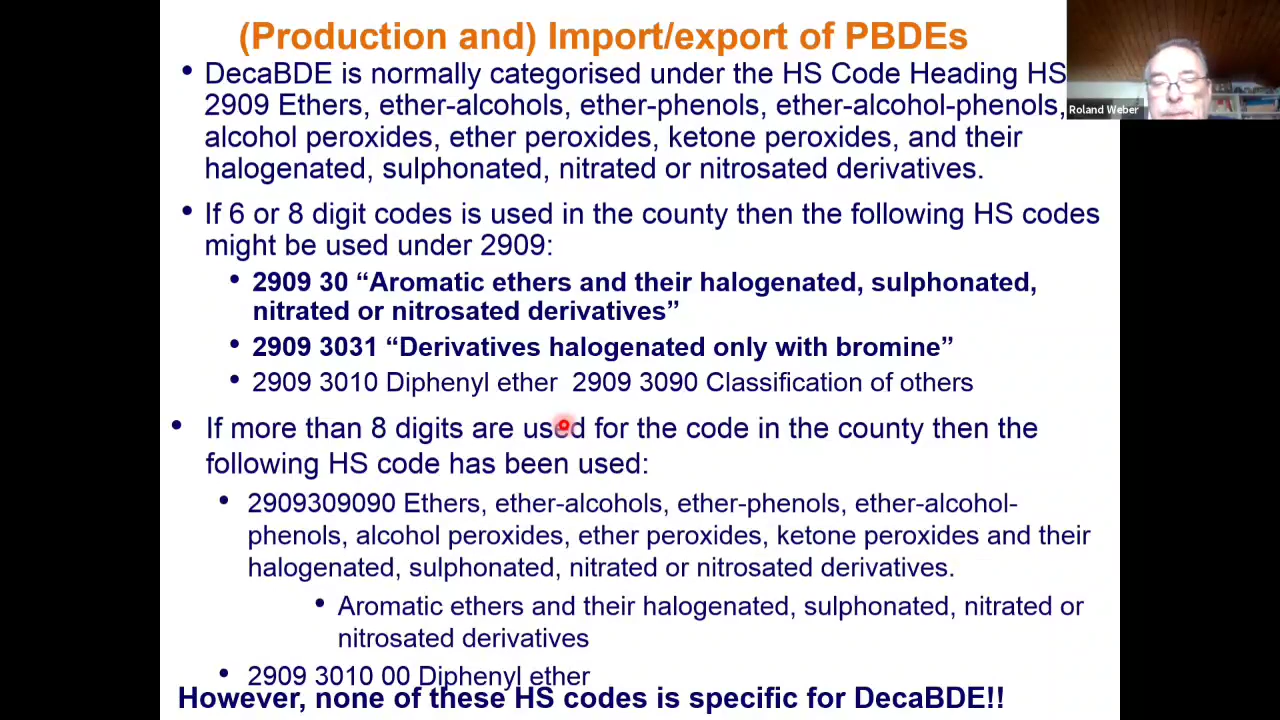 (Production and) Import/export of PBDEs
• DecaBDE is normally categorised under the HS Code Heading HS
2909 Ethers, ether-alcohols, ether-phenols, ether-alcohol-phenols,
alcohol peroxides, ether peroxides, ketone peroxides, and their
halogenated, sulphonated, nitrated or nitrosated derivatives.
Roland Weber
• If 6 or 8 digit codes is used in the county then the following HS codes
might be used under 2909:
• 2909 30 “Aromatic ethers and their halogenated, sulphonated,
nitrated or nitrosated derivatives”
• 2909 3031 “Derivatives halogenated only with bromine”
• 2909 3010 Diphenyl ether  2909 3090 Classification of others
• If more than 8 digits are used for the code in the county then the
following HS code has been used:
• 2909309090 Ethers, ether-alcohols, ether-phenols, ether-alcohol-
phenols, alcohol peroxides, ether peroxides, ketone peroxides and their
halogenated, sulphonated, nitrated or nitrosated derivatives.
• Aromatic ethers and their halogenated, sulphonated, nitrated or
nitrosated derivatives
• 2909 3010 00 Diphenyl ether
However, none of these HS codes is specific for DecaBDE!!